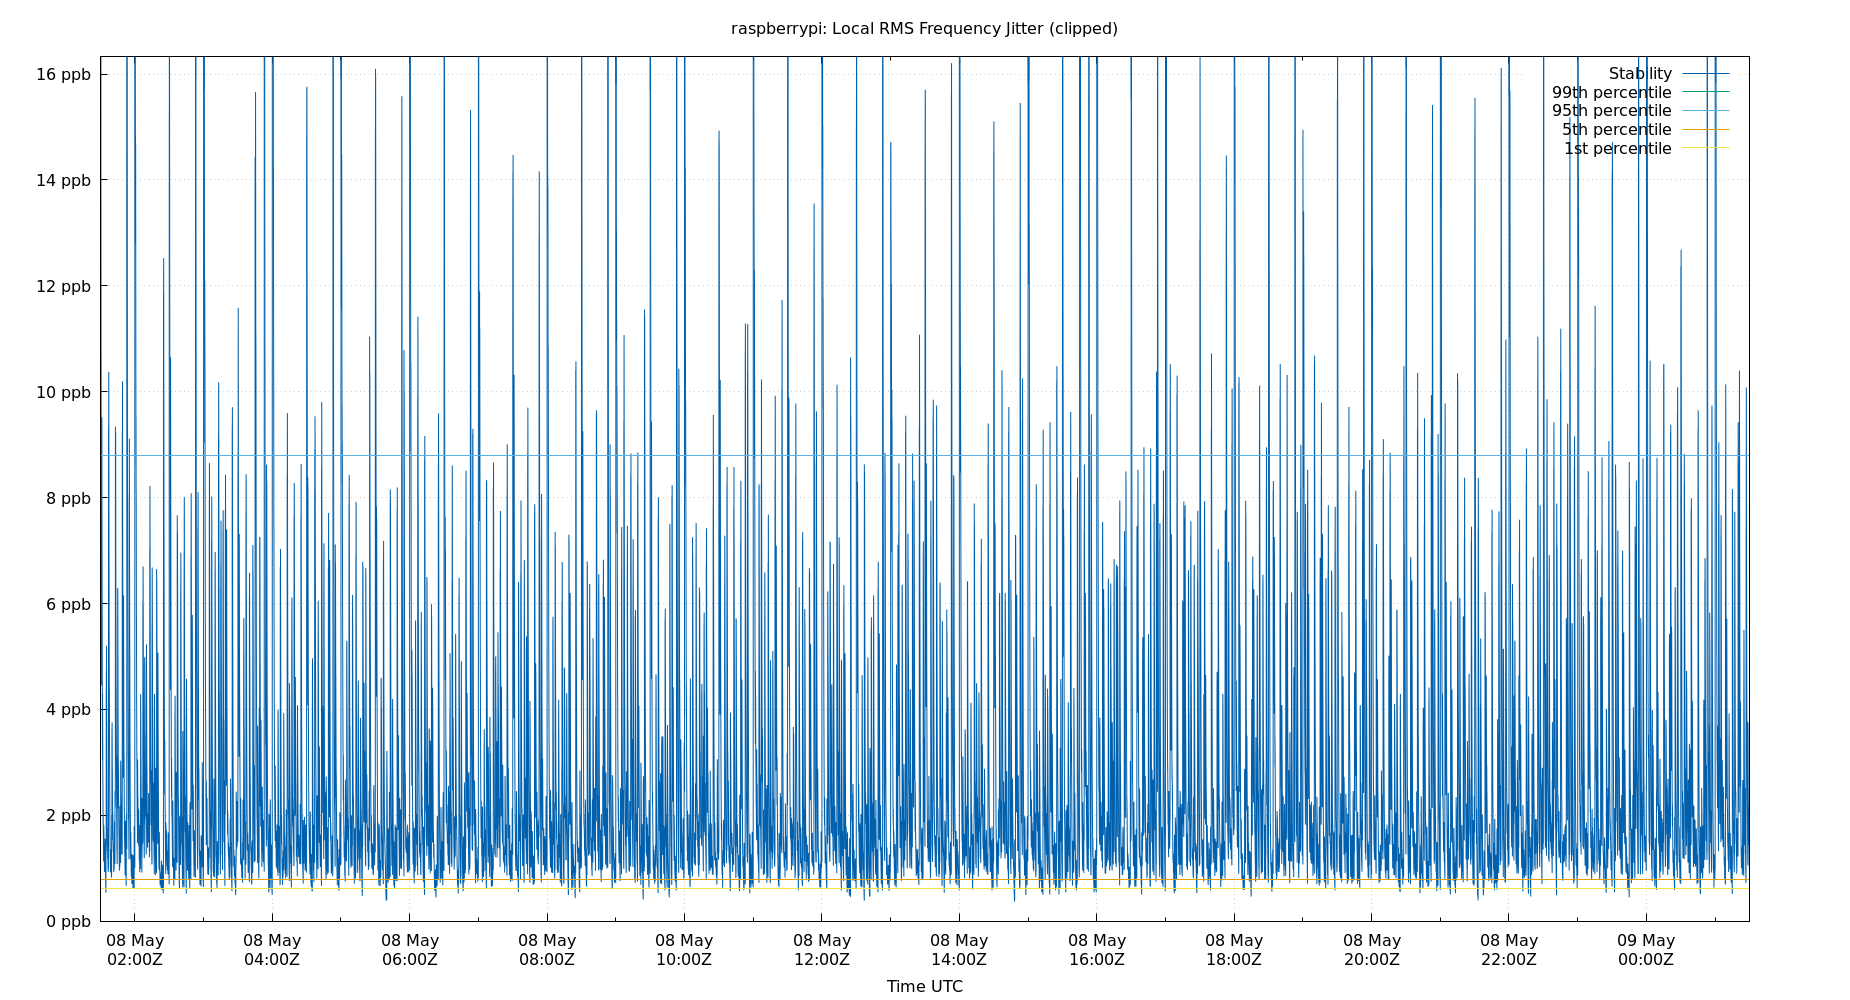 raspberrypi: Local RMS Frequency Jitter (clipped)
16 ppb
14 ppb
12 ppb
10 ppb
8 ppb
6 ppb
4 ppb
2 ppb
0 ppb
Stability
99th percentile
95th percentile
5th percentile
1st percentile
08 May 08 May 08 May 08 May 08 May 08 May 08 May 08 May 08 May 08 May 08 May 09 May
02:00Z 04:00Z 06:00Z 08:00Z 10:00Z 12:00Z 14:00Z 16:00Z 18:00Z 20:00Z 22:00Z 00:00Z
Time UTC